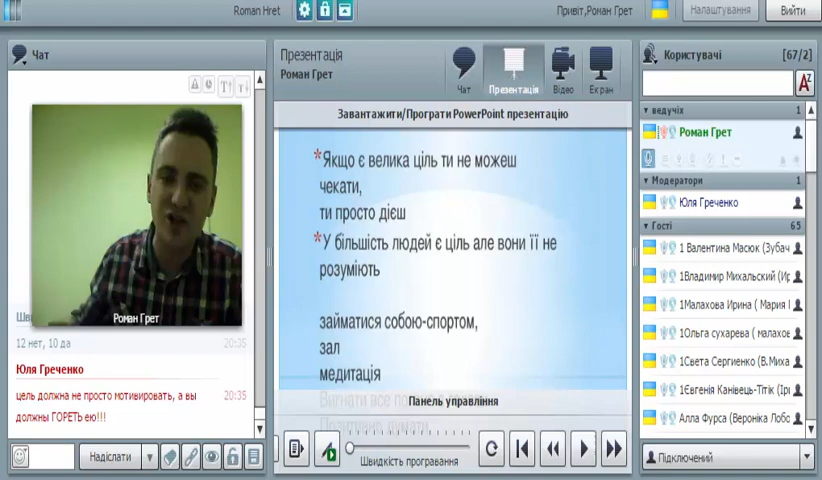 Roman Hret
Привіт,Роман Грет
Налаштування
Вийти
Чат
Роман Грет
12 нет, 10 да
20:35
Юля Греченко
цель должна не просто мотивировать, а вы
20:35
должны ГОРЕТЬ ею!!!
Надіслати
Презентація
Роман Грет
Чат
Презентація
Відео
Екран
Завантажити/Програти PowerPoint презентацію
*Якщо є велика ціль ти не можеш
чекати,
ти просто дієш
*У більшість людей є ціль але вони її не
розуміють
займатися собою-спортом,
зал
медитація
Панель управління
Швидкість програвання
Користувачі
[67/2]
ведучіх 1
Роман Грет
Модератори 1
Юля Греченко
Гості 65
1 Валентина Масюк (Зубач
1Владимир Михальский (Ир
1Малахова Ирина ( Мария
1Ольга сухарева ( малахов
1Света Сергиенко (В.Миха
1Євгенія Канівець-Тітік (Ірі
Алла Фурса (Вероніка Лобо
Підключений